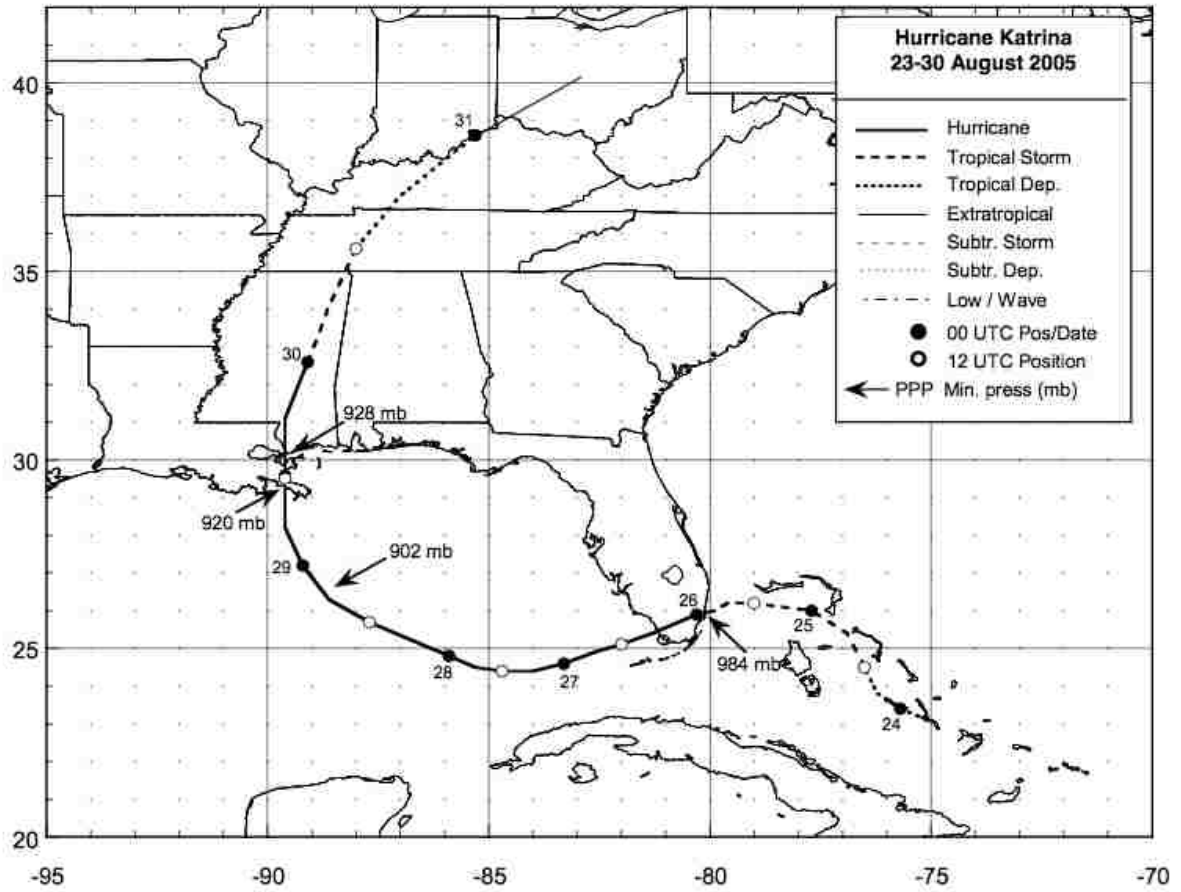 Hurricane Katrina
23-30 August 2005
Hurricane
Tropical Storm
Tropical Dep.
Extratropical
Subtr. Storm
Subtr. Dep.
Low / Wave
00 UTC Pos/Date
12 UTC Position
PPP Min. press (mb)
40
31
35
30
928 mb
30
920 mb
902 mb
29
26
25
984 mb
25
28
27
24
20
-95 -90 -85 -80 -75 -70